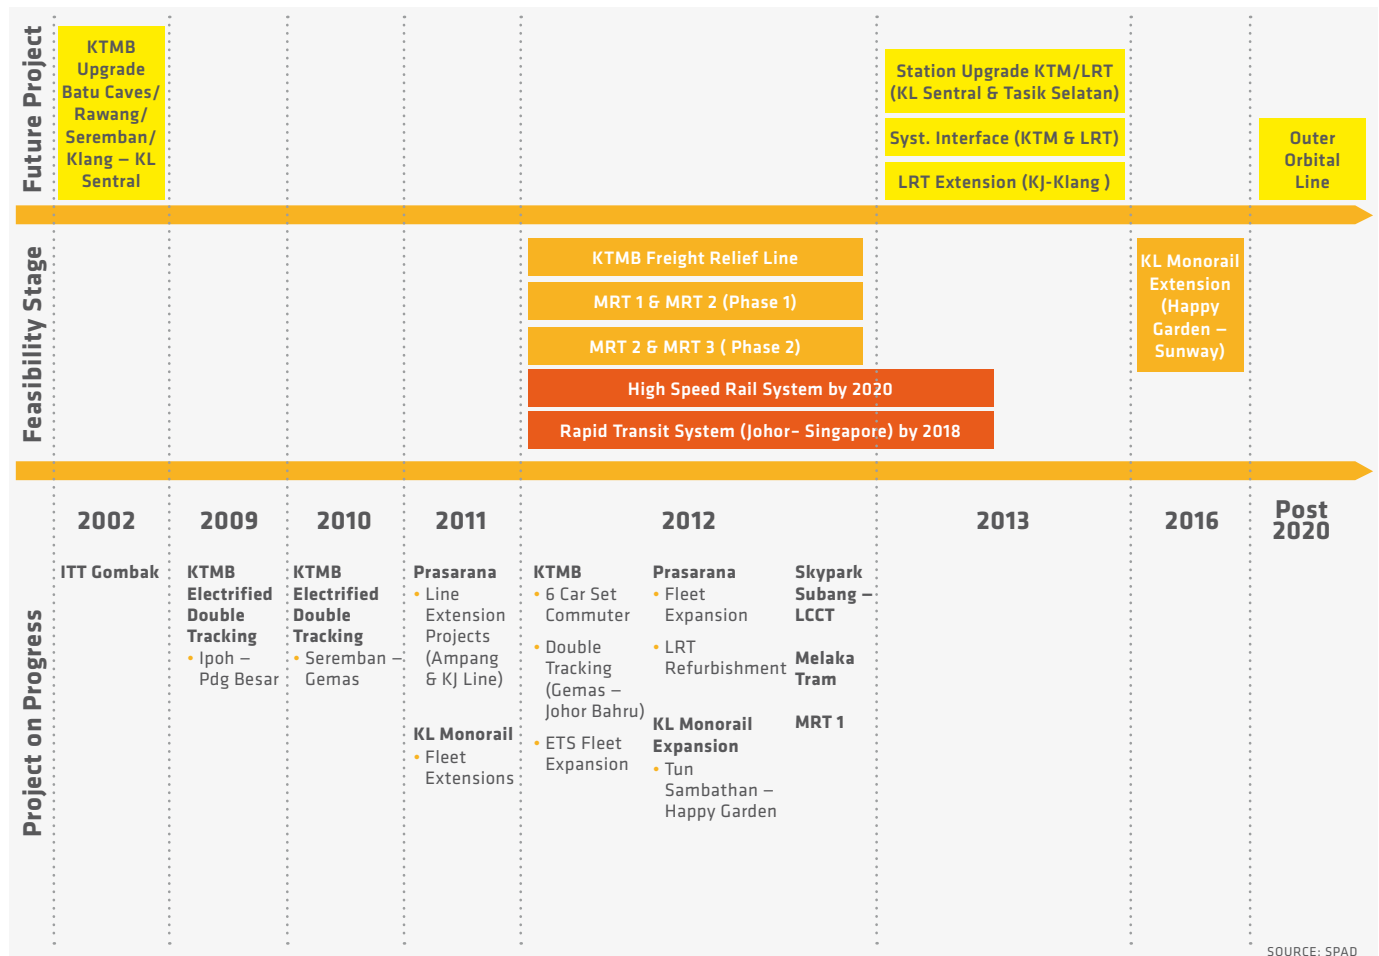 Future Project
KTMB
Upgrade
Batu Caves/
Rawang/
Seremban/
Klang – KL
Sentral
Station Upgrade KTM/LRT
(KL Sentral & Tasik Selatan)
Syst. Interface (KTM & LRT)
LRT Extension (KJ-Klang )
Outer
Orbital
Line
Feasibility Stage
KTMB Freight Relief Line
MRT 1 & MRT 2 (Phase 1)
MRT 2 & MRT 3 ( Phase 2)
High Speed Rail System by 2020
Rapid Transit System (Johor– Singapore) by 2018
KL Monorail
Extension
(Happy
Garden –
Sunway)
2002
2009
2010
2011
2012
2013
2016
Post
2020
Project on Progress
ITT Gombak
KTMB
Electrified
Double
Tracking
• Ipoh –
Pdg Besar
KTMB
Electrified
Double
Tracking
• Seremban –
Gemas
Prasarana
• Line
Extension
Projects
(Ampang
& KJ Line)
KL Monorail
• Fleet
Extensions
KTMB
• 6 Car Set
Commuter
• Double
Tracking
(Gemas –
Johor Bahru)
• ETS Fleet
Expansion
Prasarana
• Fleet
Expansion
• LRT
Refurbishment
KL Monorail
Expansion
• Tun
Sambathan –
Happy Garden
Skypark
Subang –
LCCT
Melaka
Tram
MRT 1
SOURCE: SPAD